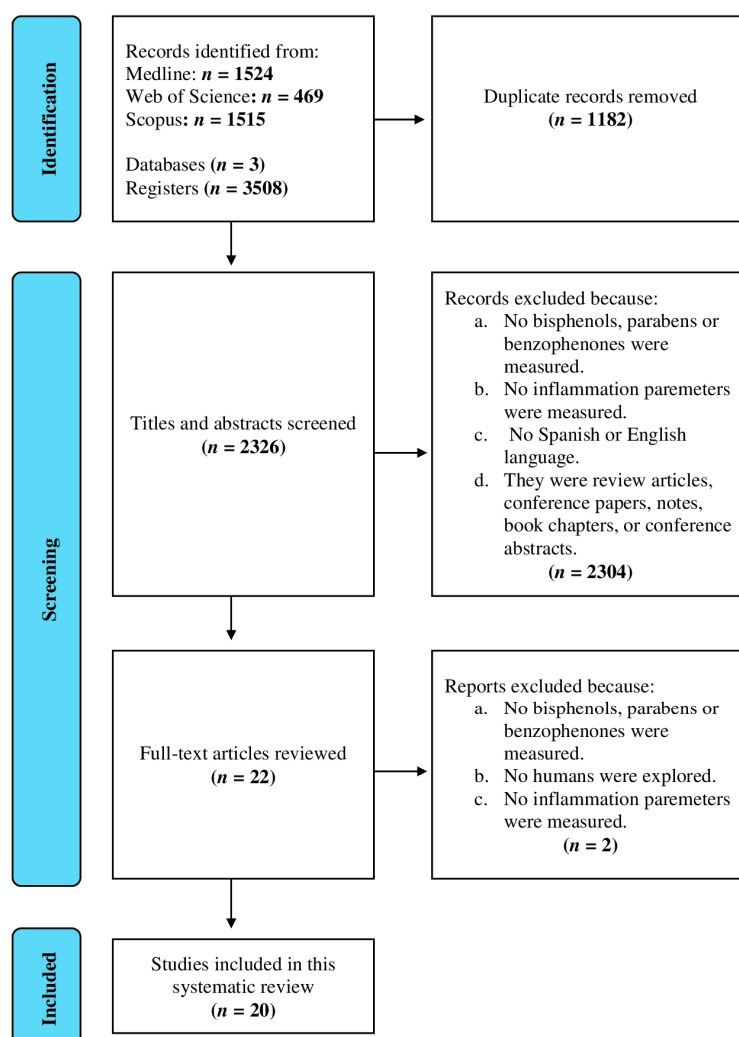 Identification
Records identified from:
Medline: n = 1524
Web of Science: n = 469
Scopus: n = 1515
Databases (n = 3)
Registers (n = 3508)
Duplicate records removed
(n = 1182)
Screening
Titles and abstracts screened
(n = 2326)
Records excluded because:
a. No bisphenols, parabens or
benzophenones were
measured.
b. No inflammation paremeters
were measured.
c. No Spanish or English
language.
d. They were review articles,
conference papers, notes,
book chapters, or conference
abstracts.
(n = 2304)
Full-text articles reviewed
(n = 22)
Reports excluded because:
a. No bisphenols, parabens or
benzophenones were
measured.
b. No humans were explored.
c. No inflammation paremeters
were measured.
(n = 2)
Included
Studies included in this
systematic review
(n = 20)